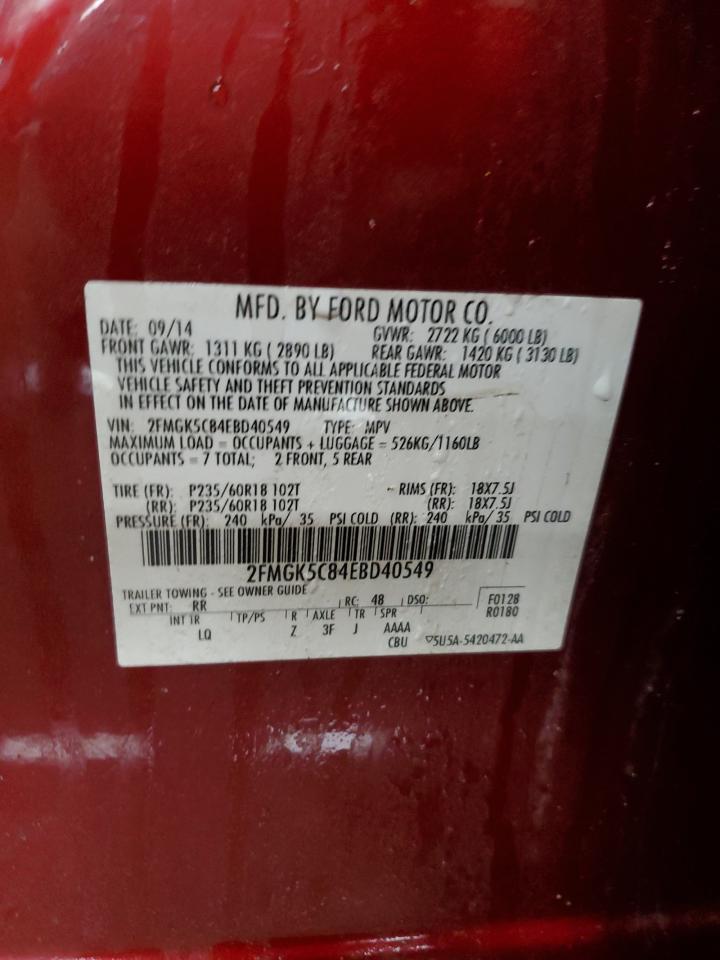 MFD. BY FORD MOTOR CO.
DATE: 09/14 GVWR: 2722 KG ( 6000 LB)
FRONT GAWR: 1311 KG ( 2890 LB) REAR GAWR: 1420 KG ( 3130 LB)
THIS VEHICLE CONFORMS TO ALL APPLICABLE FEDERAL MOTOR
VEHICLE SAFETY AND THEFT PREVENTION STANDARDS
IN EFFECT ON THE DATE OF MANUFACTURE SHOWN ABOVE.
VIN: 2FMGK5C84EBD40549 TYPE: MPV
MAXIMUM LOAD = OCCUPANTS + LUGGAGE = 526KG/1160LB
OCCUPANTS = 7 TOTAL; 2 FRONT, 5 REAR
TIRE (FR): P235/60R18 102T RIMS (FR): 18X7.5J
(RR): P235/60R18 102T (RR): 18X7.5J
PRESSURE (FR): 240 kPa/ 35 PSI COLD (RR): 240 kPa/ 35 PSI COLD
2FMGK5C84EBD40549
TRAILER TOWING - SEE OWNER GUIDE
EXT PNT: RR RC: 48 DSO: F0128
INT TR TP/PS R AXLE TR SPR R0180
LQ Z 3F J AAAA
CBU 5U5A-5420472-AA